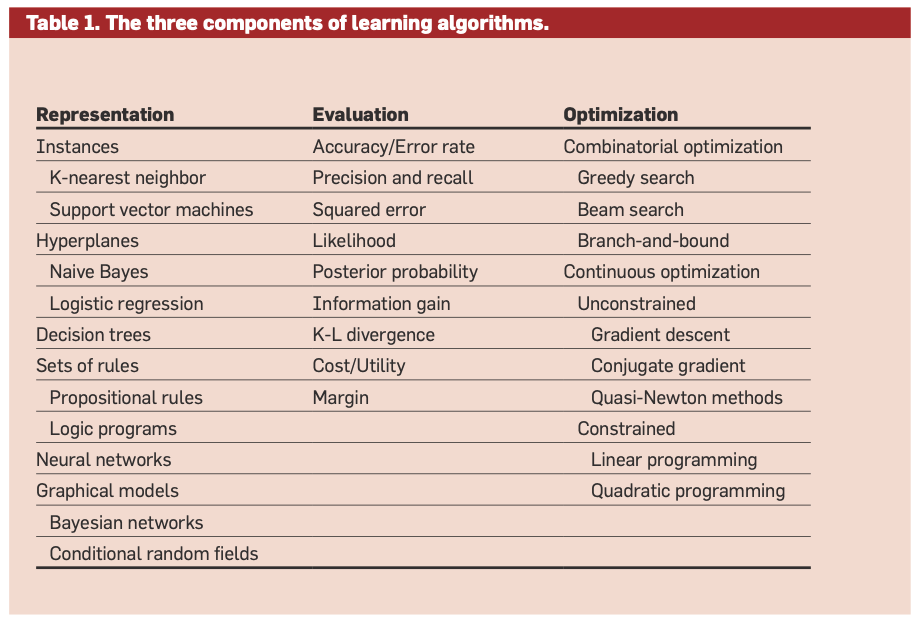 Table 1. The three components of learning algorithms.
Representation Evaluation Optimization
Instances Accuracy/Error rate Combinatorial optimization
K-nearest neighbor Precision and recall Greedy search
Support vector machines Squared error Beam search
Hyperplanes Likelihood Branch-and-bound
Naive Bayes Posterior probability Continuous optimization
Logistic regression Information gain Unconstrained
Decision trees K-L divergence Gradient descent
Sets of rules Cost/Utility Conjugate gradient
Propositional rules Margin Quasi-Newton methods
Logic programs Constrained
Neural networks Linear programming
Graphical models Quadratic programming
Bayesian networks
Conditional random fields